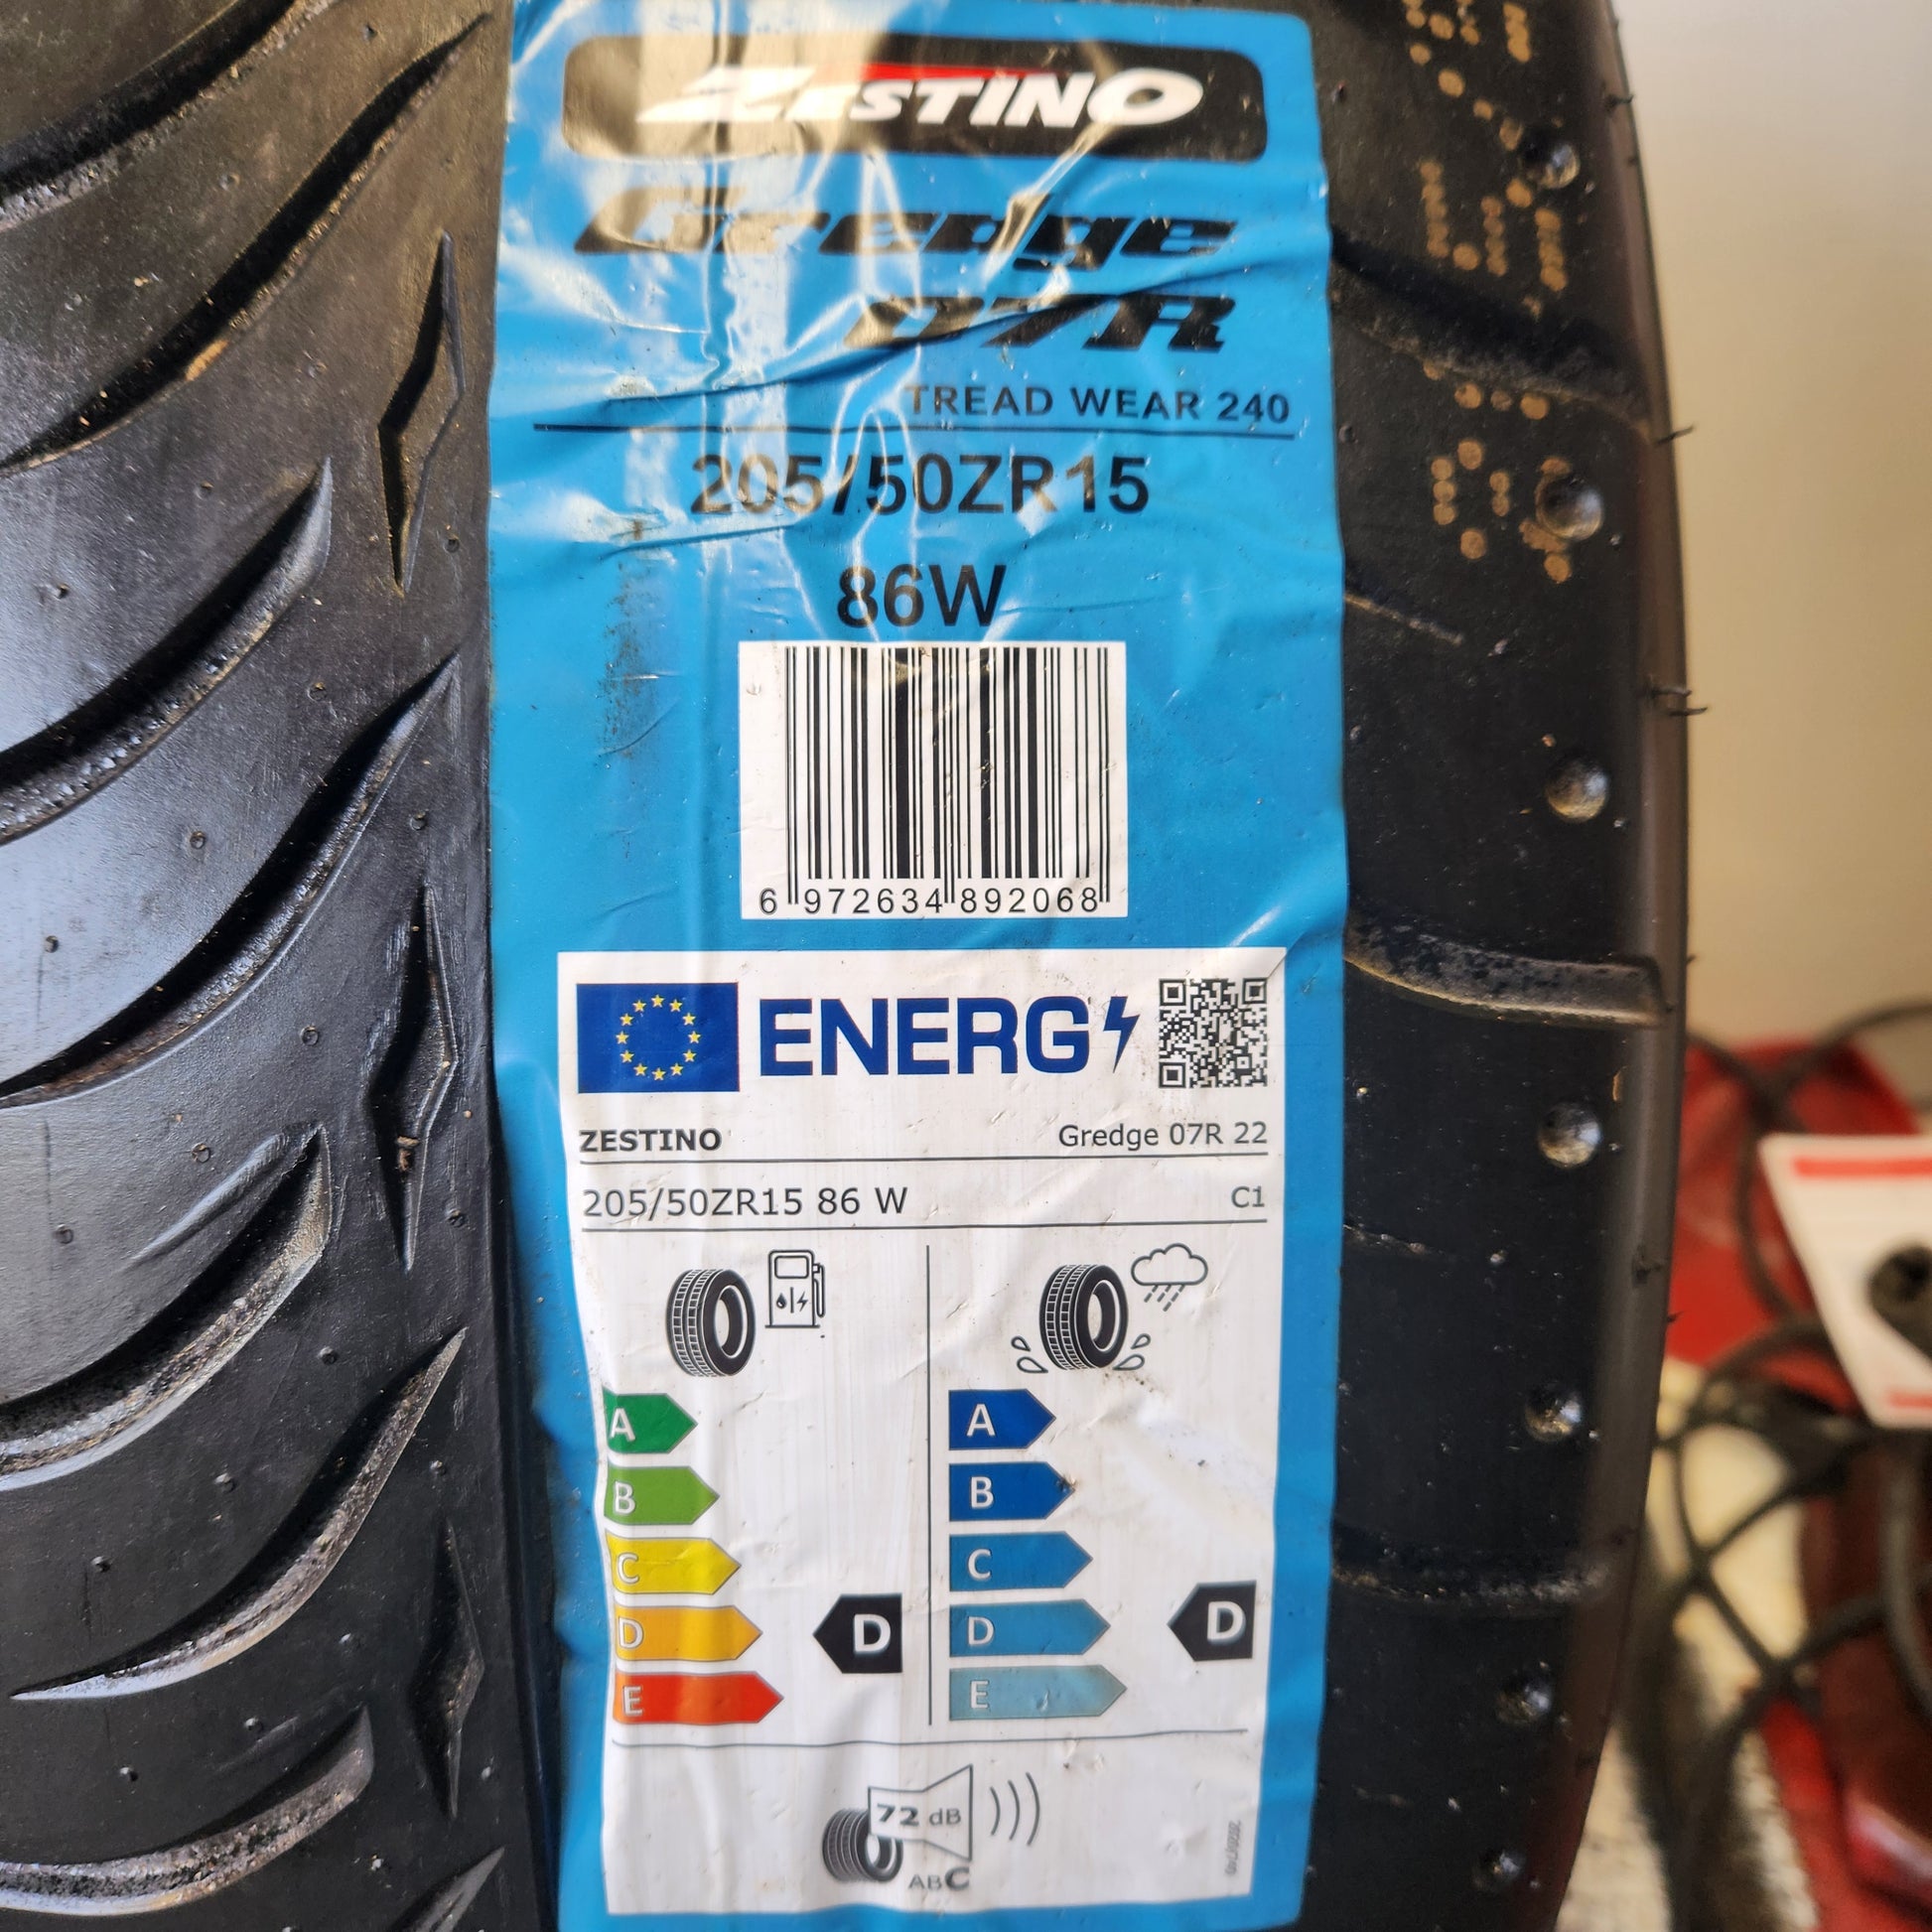 ZESTINO
Gredge
07R
TREAD WEAR 240
205/50ZR15
86W
6 972634 892068
ENERG
ZESTINO Gredge 07R 22
205/50ZR15 86 W C1
A A
B B
C C
D D D D
E E
72 dB
ABC